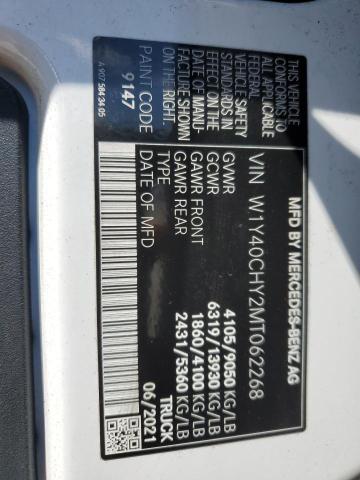 MFD BY MERCEDES-BENZ AG
VIN W1Y40CHY2MT062268
GVWR 4105/9050 KG/LB
GCWR 6319/13930 KG/LB
GAWR FRONT 1860/4100 KG/LB
GAWR REAR 2431/5360 KG/LB
TYPE TRUCK
DATE OF MFD 06/2021
THIS VEHICLE
CONFORMS TO
ALL APPLICABLE
FEDERAL
VEHICLE SAFETY
STANDARDS IN
EFFECT ON THE
DATE OF MANU-
FACTURE SHOWN
ON THE RIGHT.
PAINT CODE
9147
A 907 584 34 05